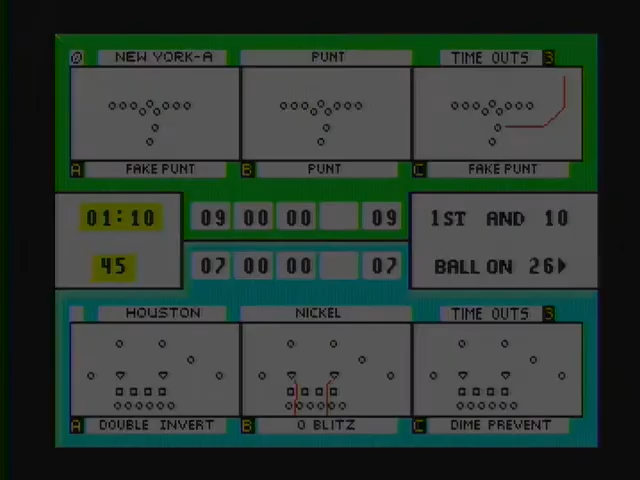 NEW YORK-A PUNT TIME OUTS 3
A FAKE PUNT B PUNT C FAKE PUNT
01:10 09 00 00 09 1ST AND 10
45 07 00 00 07 BALL ON 26
HOUSTON NICKEL TIME OUTS 3
A DOUBLE INVERT B 0 BLITZ C DIME PREVENT